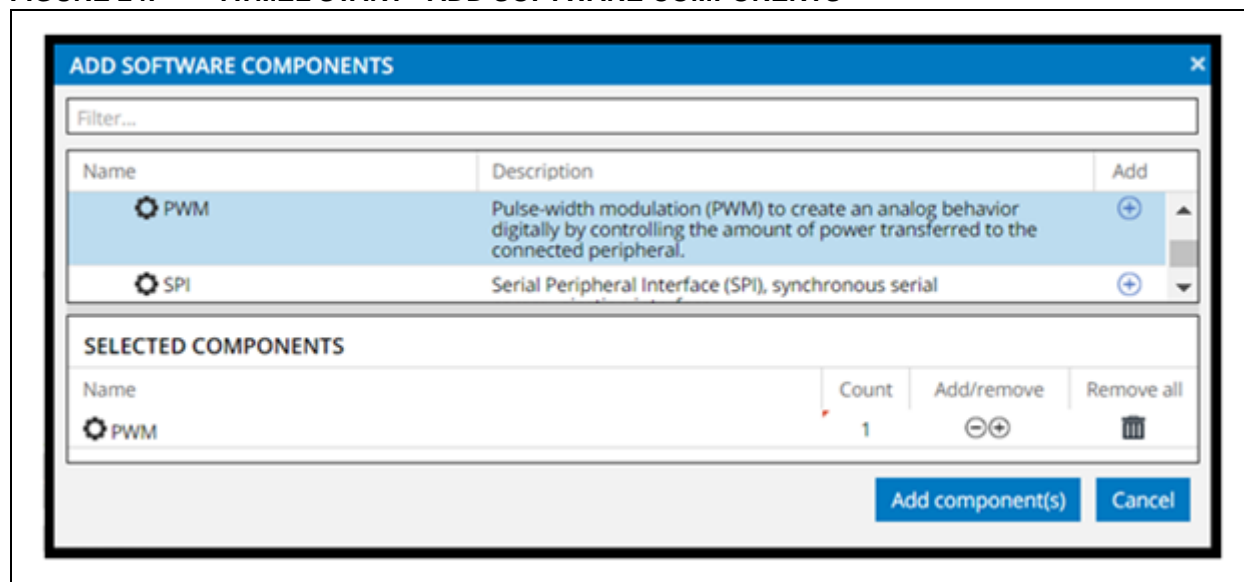 ADD SOFTWARE COMPONENTS
Filter...
Name Description Add
PWM Pulse-width modulation (PWM) to create an analog behavior
digitally by controlling the amount of power transferred to the
connected peripheral.
SPI Serial Peripheral Interface (SPI), synchronous serial
SELECTED COMPONENTS
Name Count Add/remove Remove all
PWM 1
Add component(s) Cancel